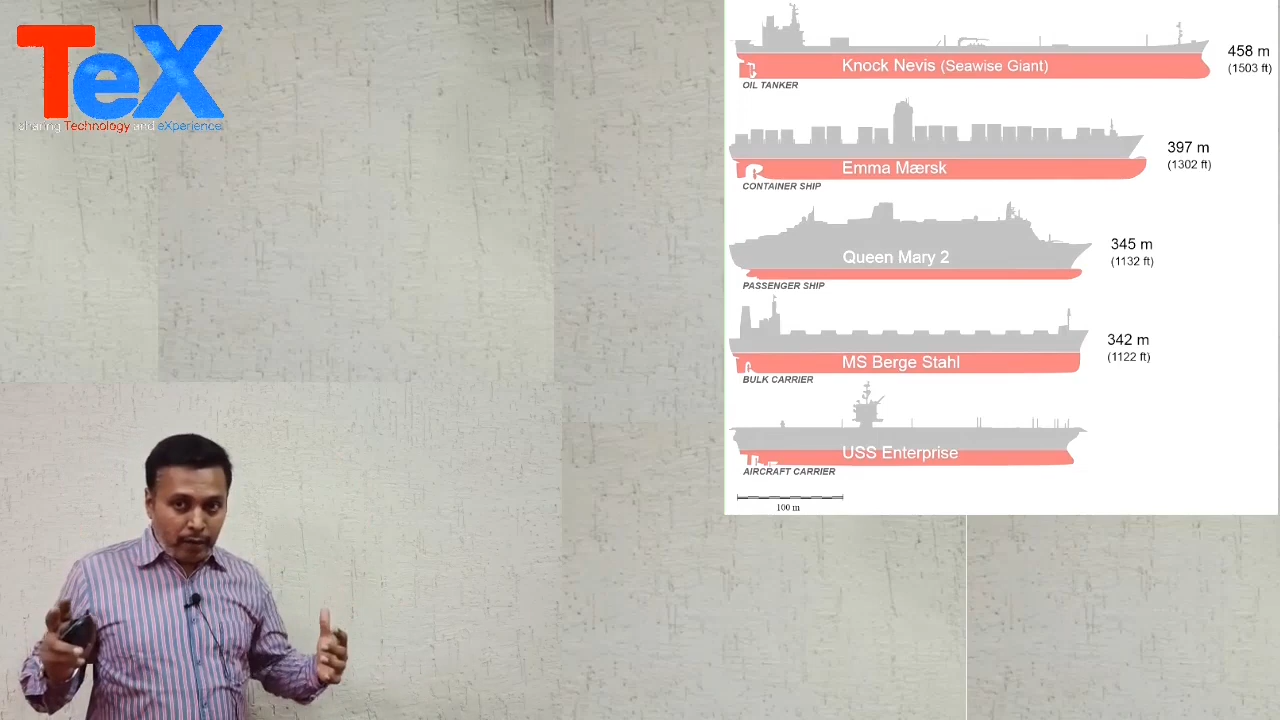 TeX
sharing Technology and eXperience
Knock Nevis (Seawise Giant)
458 m
(1503 ft)
OIL TANKER
Emma Mærsk
397 m
(1302 ft)
CONTAINER SHIP
Queen Mary 2
345 m
(1132 ft)
PASSENGER SHIP
MS Berge Stahl
342 m
(1122 ft)
BULK CARRIER
USS Enterprise
AIRCRAFT CARRIER
100 m